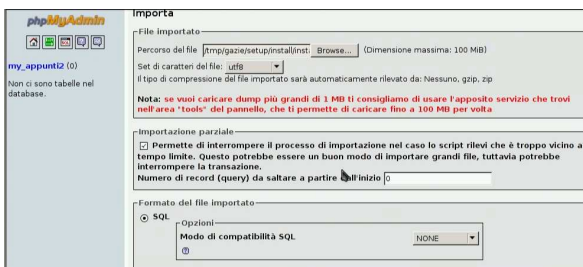 phpMyAdmin
my_appunti2 (0)
Non ci sono tabelle nel
database.
Importa
File importato
Percorso del file /tmp/gazie/setup/install/inst Browse... (Dimensione massima: 100 MiB)
Set di caratteri del file: utf8
Il tipo di compressione del file importato sarà automaticamente rilevato da: Nessuno, gzip, zip
Nota: se vuoi caricare dump più grandi di 1 MB ti consigliamo di usare l'apposito servizio che trovi
nell'area "tools" del pannello, che ti permette di caricare fino a 100 MB per volta
Importazione parziale
Permette di interrompere il processo di importazione nel caso lo script rilevi che è troppo vicino a
tempo limite. Questo potrebbe essere un buon modo di importare grandi file, tuttavia potrebbe
interrompere la transazione.
Numero di record (query) da saltare a partire dall'inizio 0
Formato del file importato
SQL
Opzioni
Modo di compatibilità SQL NONE